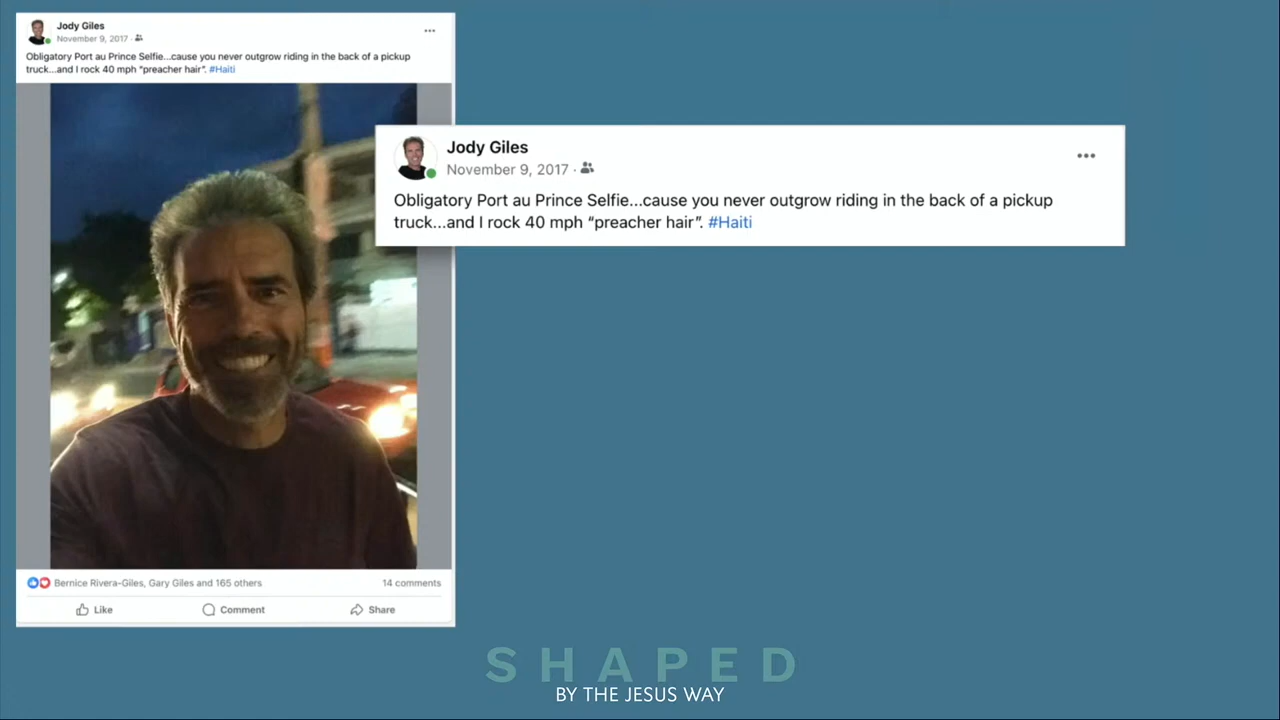 Jody Giles
November 9, 2017 ·
Obligatory Port au Prince Selfie...cause you never outgrow riding in the back of a pickup
truck...and I rock 40 mph “preacher hair”. #Haiti
Jody Giles
November 9, 2017 ·
Obligatory Port au Prince Selfie...cause you never outgrow riding in the back of a pickup
truck...and I rock 40 mph “preacher hair”. #Haiti
Bernice Rivera-Giles, Gary Giles and 165 others 14 comments
Like Comment Share
SHAPED
BY THE JESUS WAY